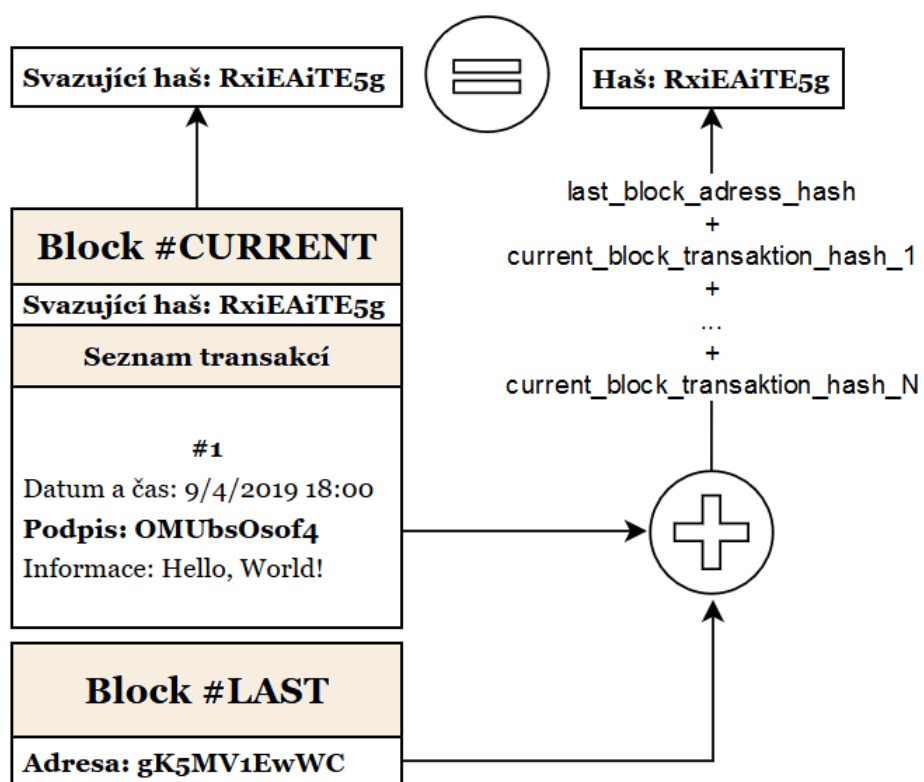 Svazující haš: RxiEAiTE5g
Haš: RxiEAiTE5g
last_block_adress_hash
+
current_block_transaktion_hash_1
+
...
+
current_block_transaktion_hash_N
Block #CURRENT
Svazující haš: RxiEAiTE5g
Seznam transakcí
#1
Datum a čas: 9/4/2019 18:00
Podpis: OMUbsOsof4
Informace: Hello, World!
Block #LAST
Adresa: gK5MV1EwWC